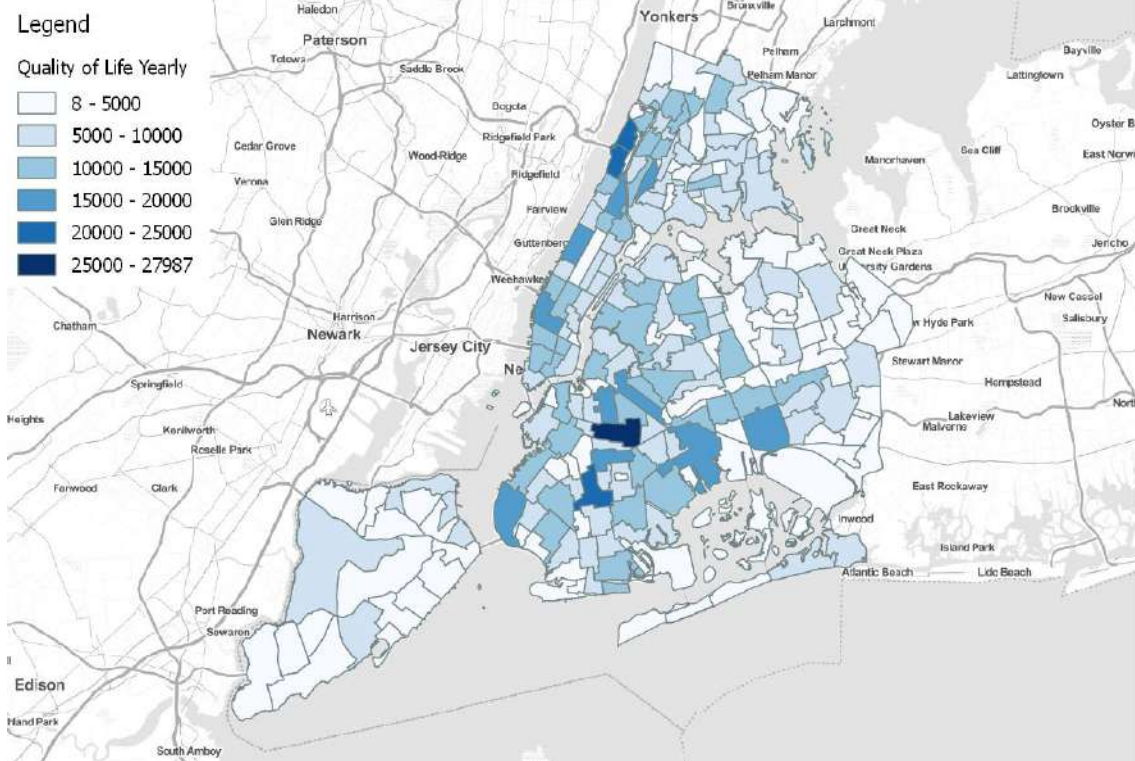 Legend
Quality of Life Yearly
8 - 5000
5000 - 10000
10000 - 15000
15000 - 20000
20000 - 25000
25000 - 27987
Haledon
Paterson
Totowa
Saddle Brook
Yonkers
Bronxville
Larchmont
Pelham
Pelham Manor
Bayville
Lattingtown
Bogota
Ridgefield Park
Cedar Grove
Wood-Ridge
Verona
Ridgefield
Oyster B
Sea Cliff
East Norw
Manorhaven
Glen Ridge
Fairview
Brookville
Guttenberg
Great Neck
Great Neck Plaza
Jericho
University Gardens
Weehawke
New Cassel
Salisbury
Chatham
Harrison
Newark
Jersey City
w Hyde Park
Stewart Manor
Springfield
Ne
Hempstead
Heights
North
Kenilworth
Lakeview
Malverne
Roselle Park
Fanwood
Clark
East Rockaway
Inwood
Island Park
Atlantic Beach
Lido Beach
Port Reading
Sewaren
Edison
hland Park
South Amboy